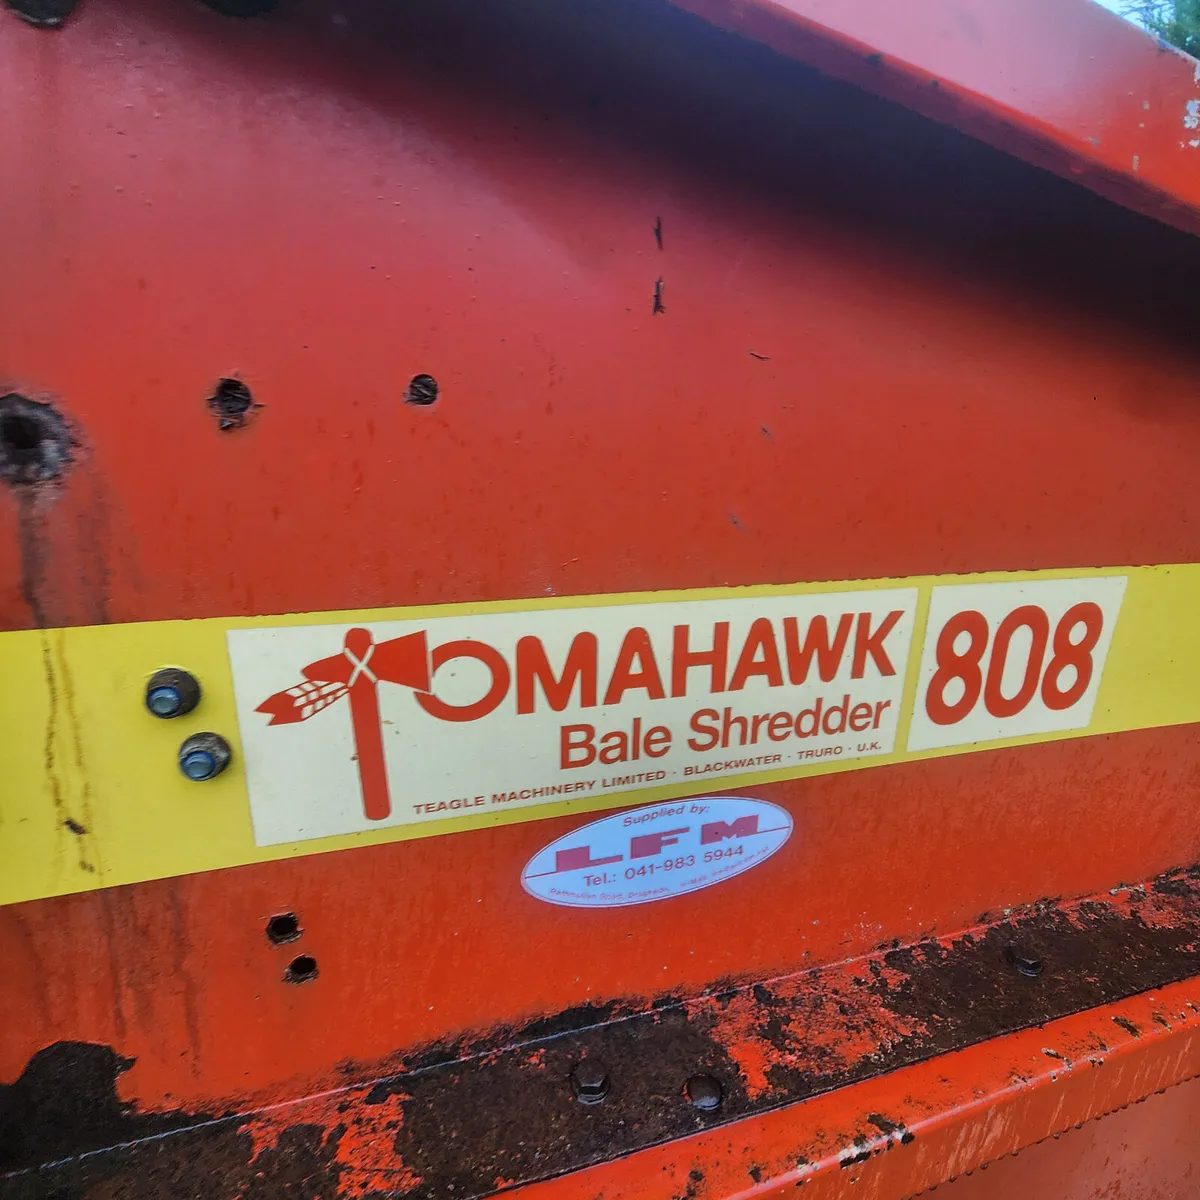 TOMAHAWK
Bale Shredder
TEAGLE MACHINERY LIMITED · BLACKWATER · TRURO · U.K.
808
Supplied by:
LFM
Tel.: 041-983 5944